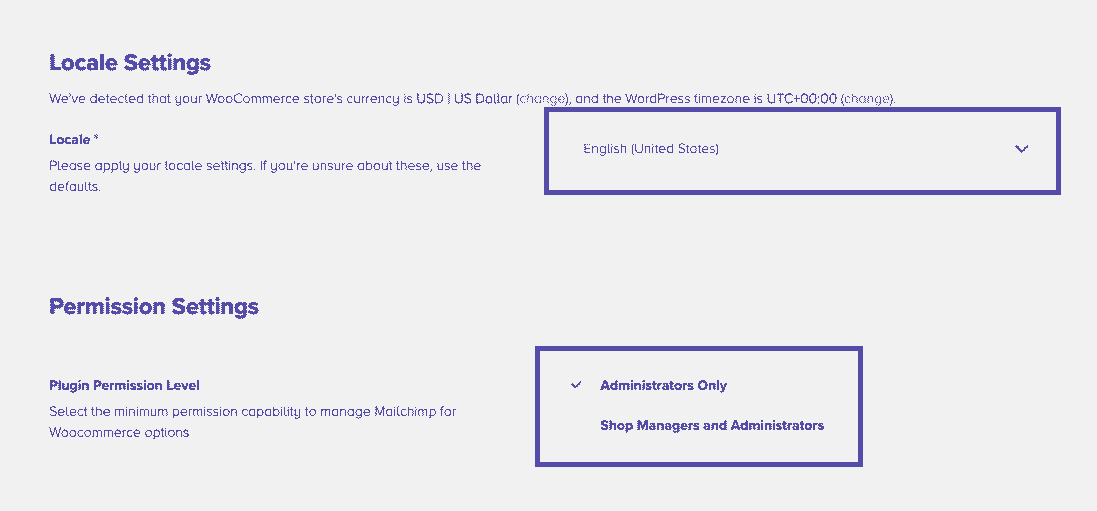 Locale Settings
We've detected that your WooCommerce store's currency is USD | US Dollar (change), and the WordPress timezone is UTC+00:00 (change).
Locale *
Please apply your locale settings. If you're unsure about these, use the
defaults.
English (United States)
Permission Settings
Plugin Permission Level
Select the minimum permission capability to manage Mailchimp for
Woocommerce options
Administrators Only
Shop Managers and Administrators